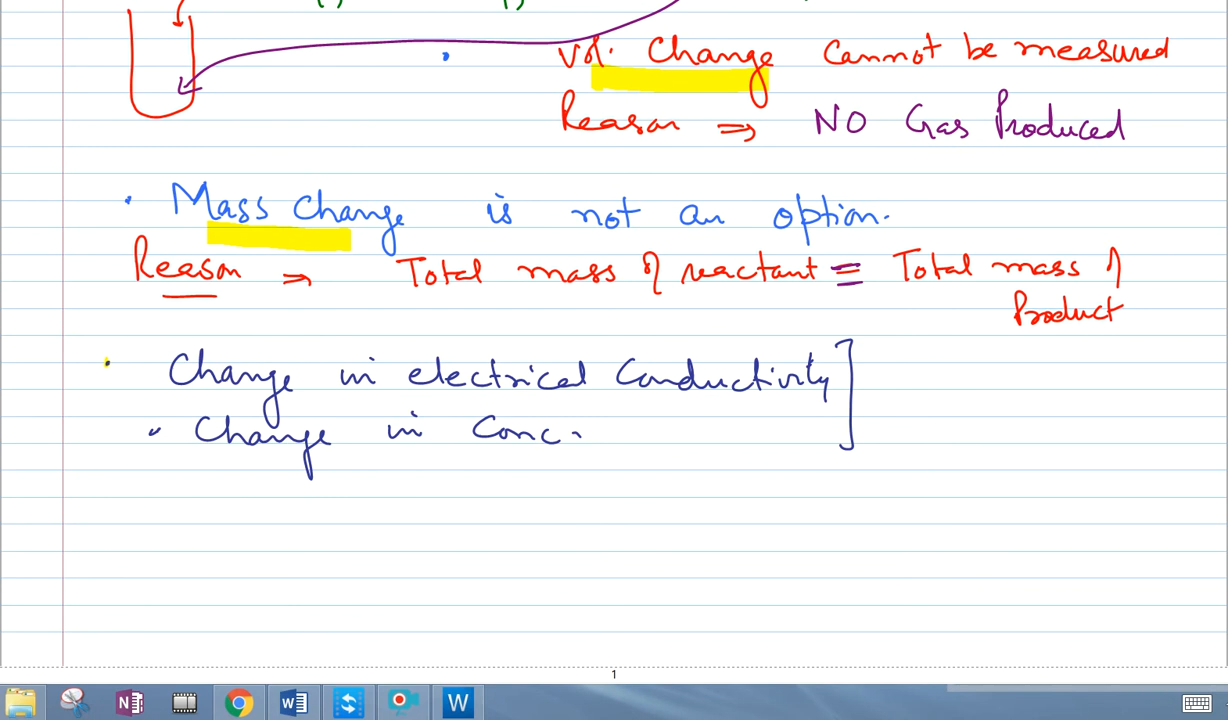 Vol. Change Cannot be measured
Reason ⇒ NO Gas Produced
• Mass Change is not an option.
Reason ⇒ Total mass of reactant = Total mass of
Product
• Change in electrical Conductivity
• Change in Conc.
1